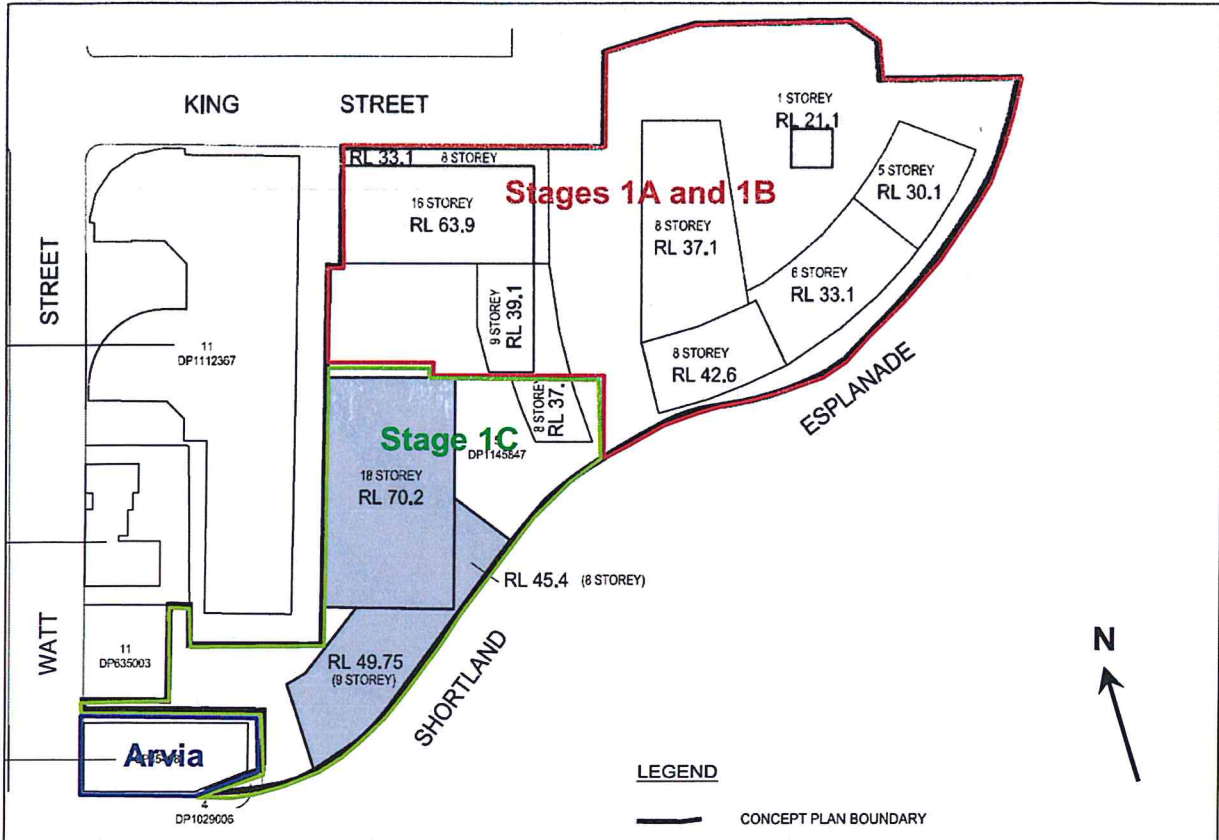 KING STREET
1 STOREY
RL 21.1
RL 33.1 8 STOREY
Stages 1A and 1B
5 STOREY
RL 30.1
16 STOREY
RL 63.9
8 STOREY
RL 37.1
6 STOREY
RL 33.1
STREET
9 STOREY
RL 39.1
11
DP1112367
8 STOREY
RL 42.6
ESPLANADE
8 STOREY
RL 37.
Stage 1C
DP1145847
18 STOREY
RL 70.2
RL 45.4 (8 STOREY)
WATT
11
DP635003
RL 49.75
(9 STOREY)
SHORTLAND
N
Arvia
4
DP1029006
LEGEND
CONCEPT PLAN BOUNDARY